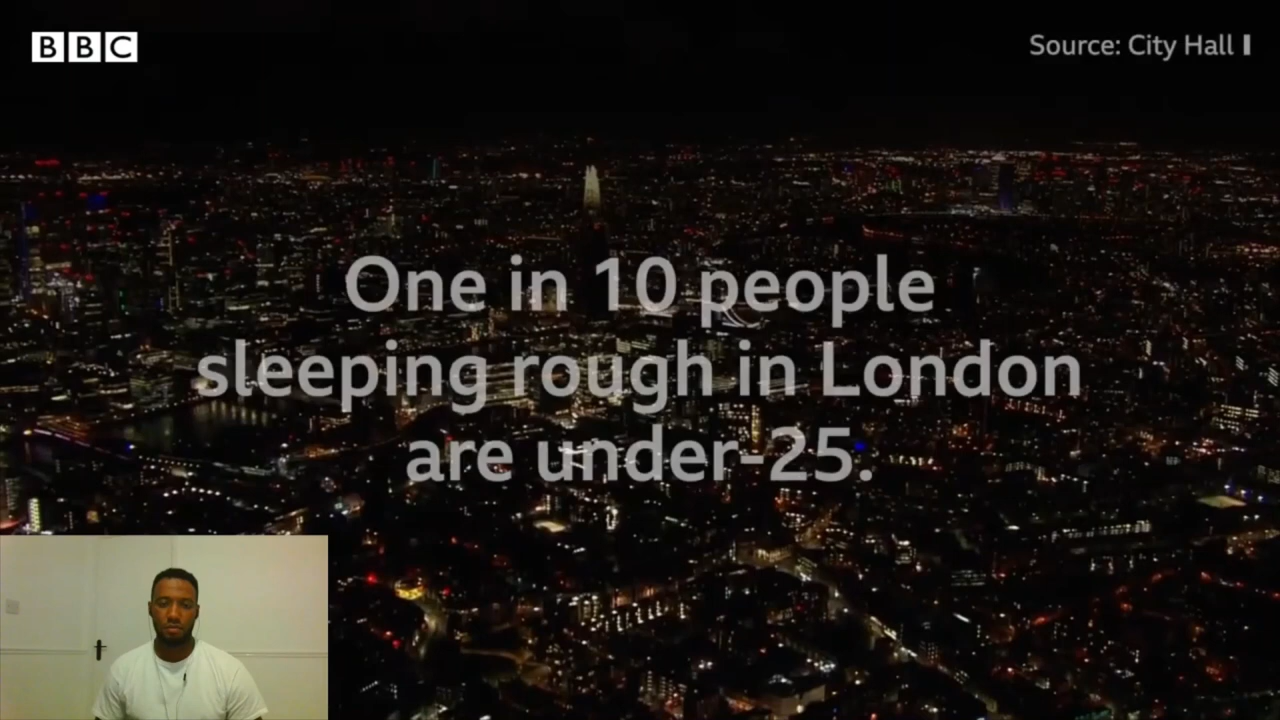 BBC
Source: City Hall
One in 10 people
sleeping rough in London
are under-25.